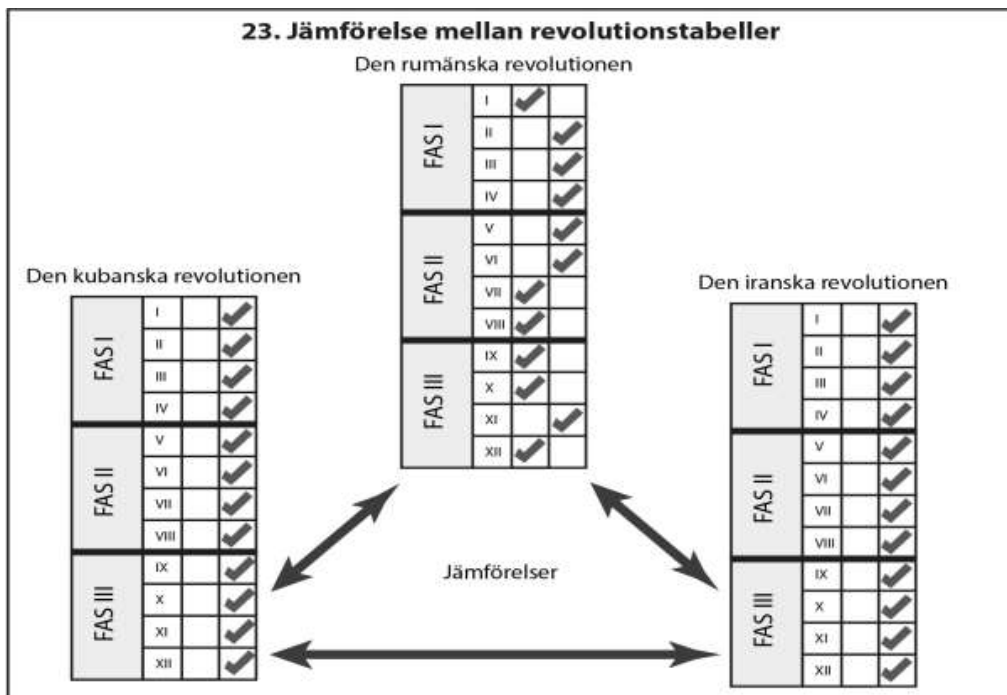 23. Jämförelse mellan revolutionstabeller
Den rumänska revolutionen
FAS I
I
II
III
IV
FAS II
V
VI
VII
VIII
FAS III
IX
X
XI
XII
Den kubanska revolutionen
FAS I
I
II
III
IV
FAS II
V
VI
VII
VIII
FAS III
IX
X
XI
XII
Den iranska revolutionen
FAS I
I
II
III
IV
FAS II
V
VI
VII
VIII
FAS III
IX
X
XI
XII
Jämförelser